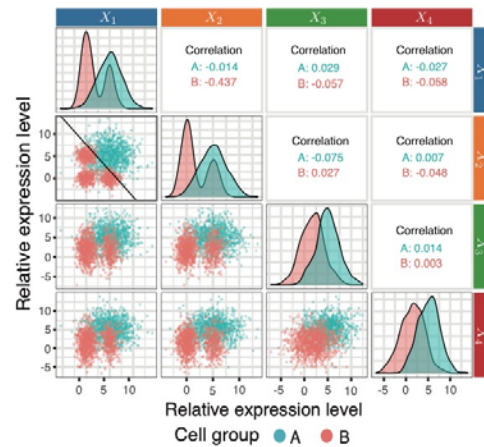 X1 X2 X3 X4
Correlation Correlation Correlation
A: -0.014 A: 0.029 A: -0.027
B: -0.437 B: -0.057 B: -0.058
X1
10
5
0
Correlation Correlation
A: -0.075 A: 0.007
B: 0.027 B: -0.048
X2
10
5
0
-5
Correlation
A: 0.014
B: 0.003
X3
10
5
0
-5
X4
0 5 10 0 5 10 -5 0 5 10 -5 0 5 10
Relative expression level
Relative expression level
Cell group A B